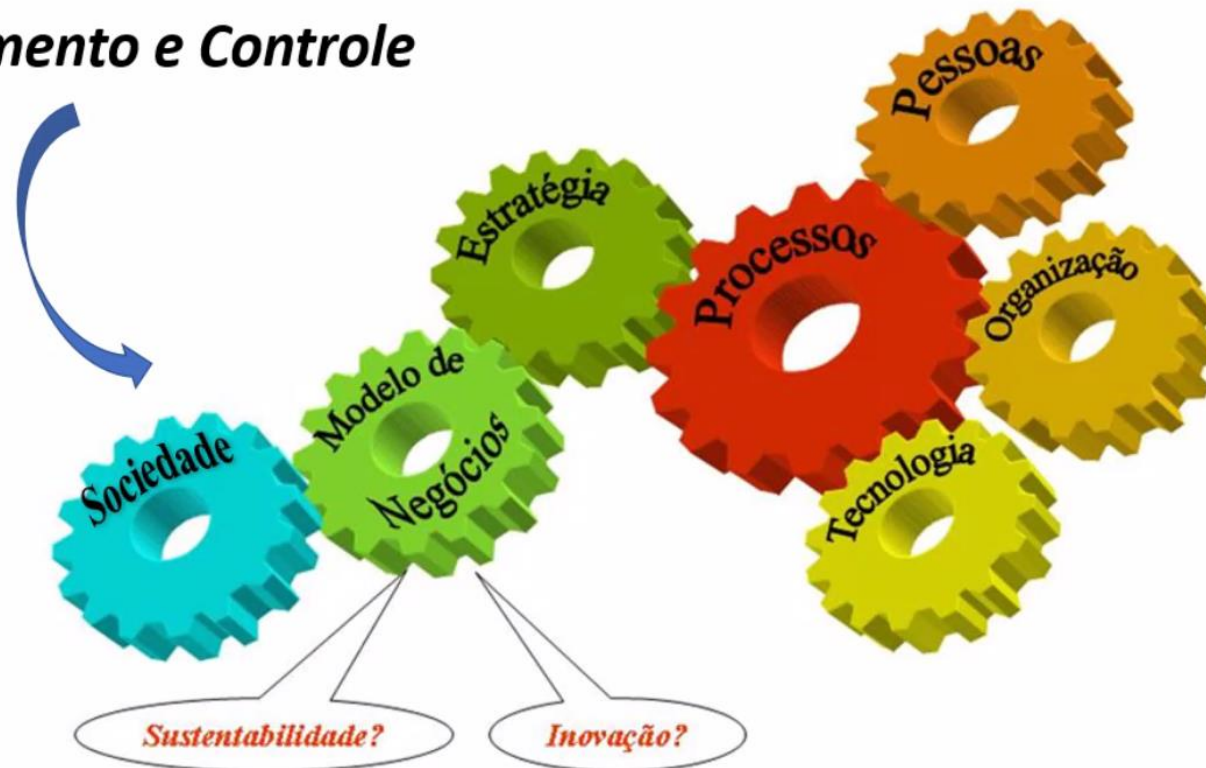 mento e Controle
Pessoas
Estratégia
Processos
Organização
Modelo de
Negócios
Tecnologia
Sociedade
Sustentabilidade?
Inovação?